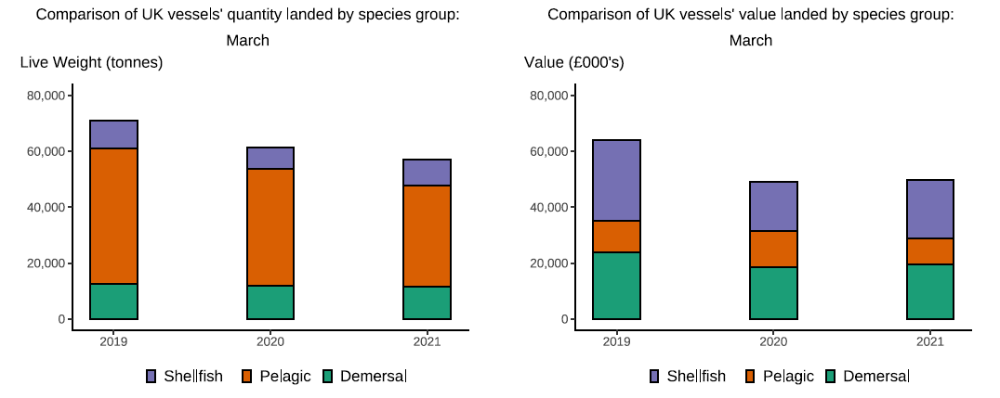 Comparison of UK vessels' quantity landed by species group:
March
Live Weight (tonnes)
80,000
60,000
40,000
20,000
0
2019 2020 2021
Shellfish Pelagic Demersal
Comparison of UK vessels' value landed by species group:
March
Value (£000's)
80,000
60,000
40,000
20,000
0
2019 2020 2021
Shellfish Pelagic Demersal